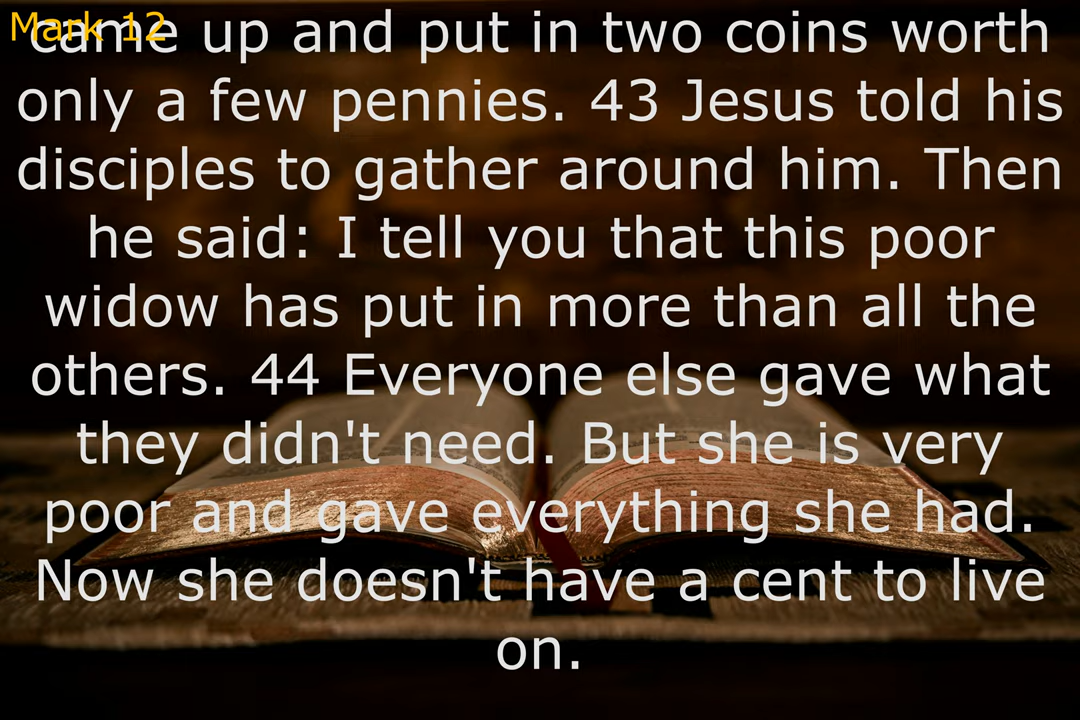 Mark 12
came up and put in two coins worth
only a few pennies. 43 Jesus told his
disciples to gather around him. Then
he said: I tell you that this poor
widow has put in more than all the
others. 44 Everyone else gave what
they didn't need. But she is very
poor and gave everything she had.
Now she doesn't have a cent to live
on.